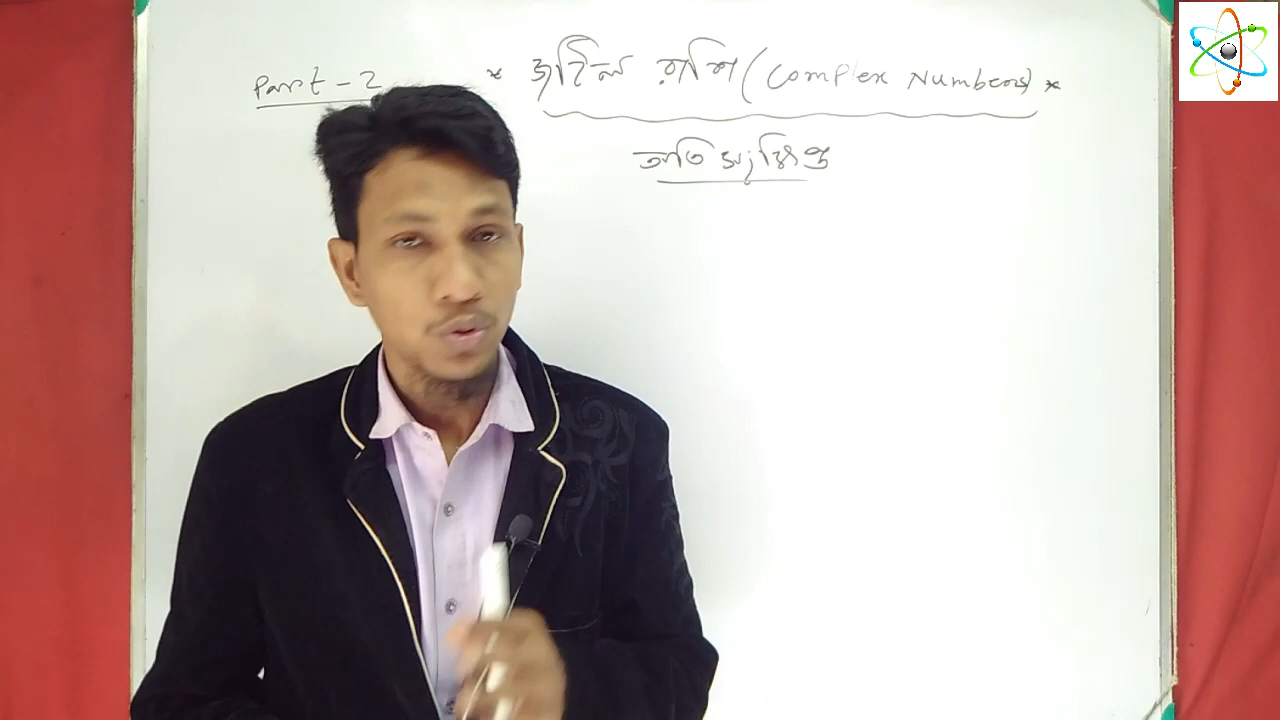 Part - 2
* জটিল রাশি (Complex Numbers) *
অতি সংক্ষিপ্ত